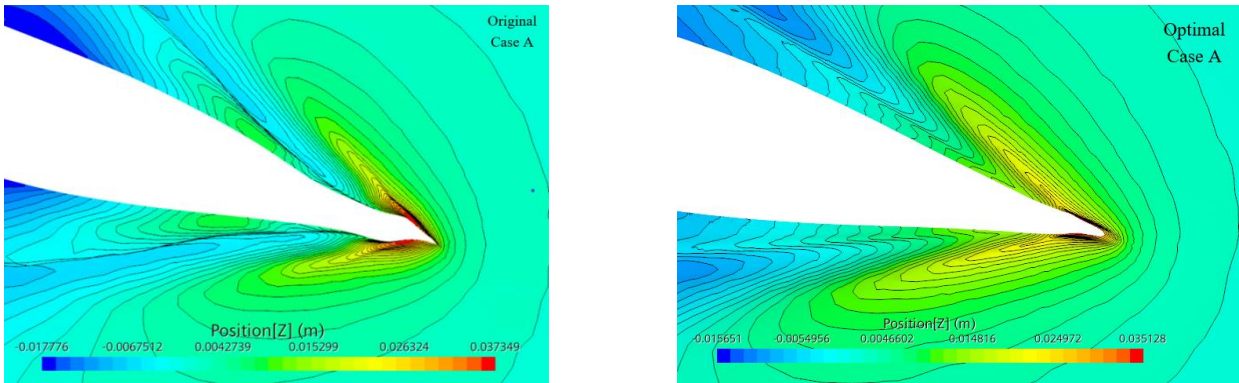 Original
Case A
Position[Z] (m)
-0.017776 -0.0067512 0.0042739 0.015299 0.026324 0.037349
Optimal
Case A
Position[Z] (m)
-0.015651 -0.0054956 0.0046602 0.014816 0.024972 0.035128